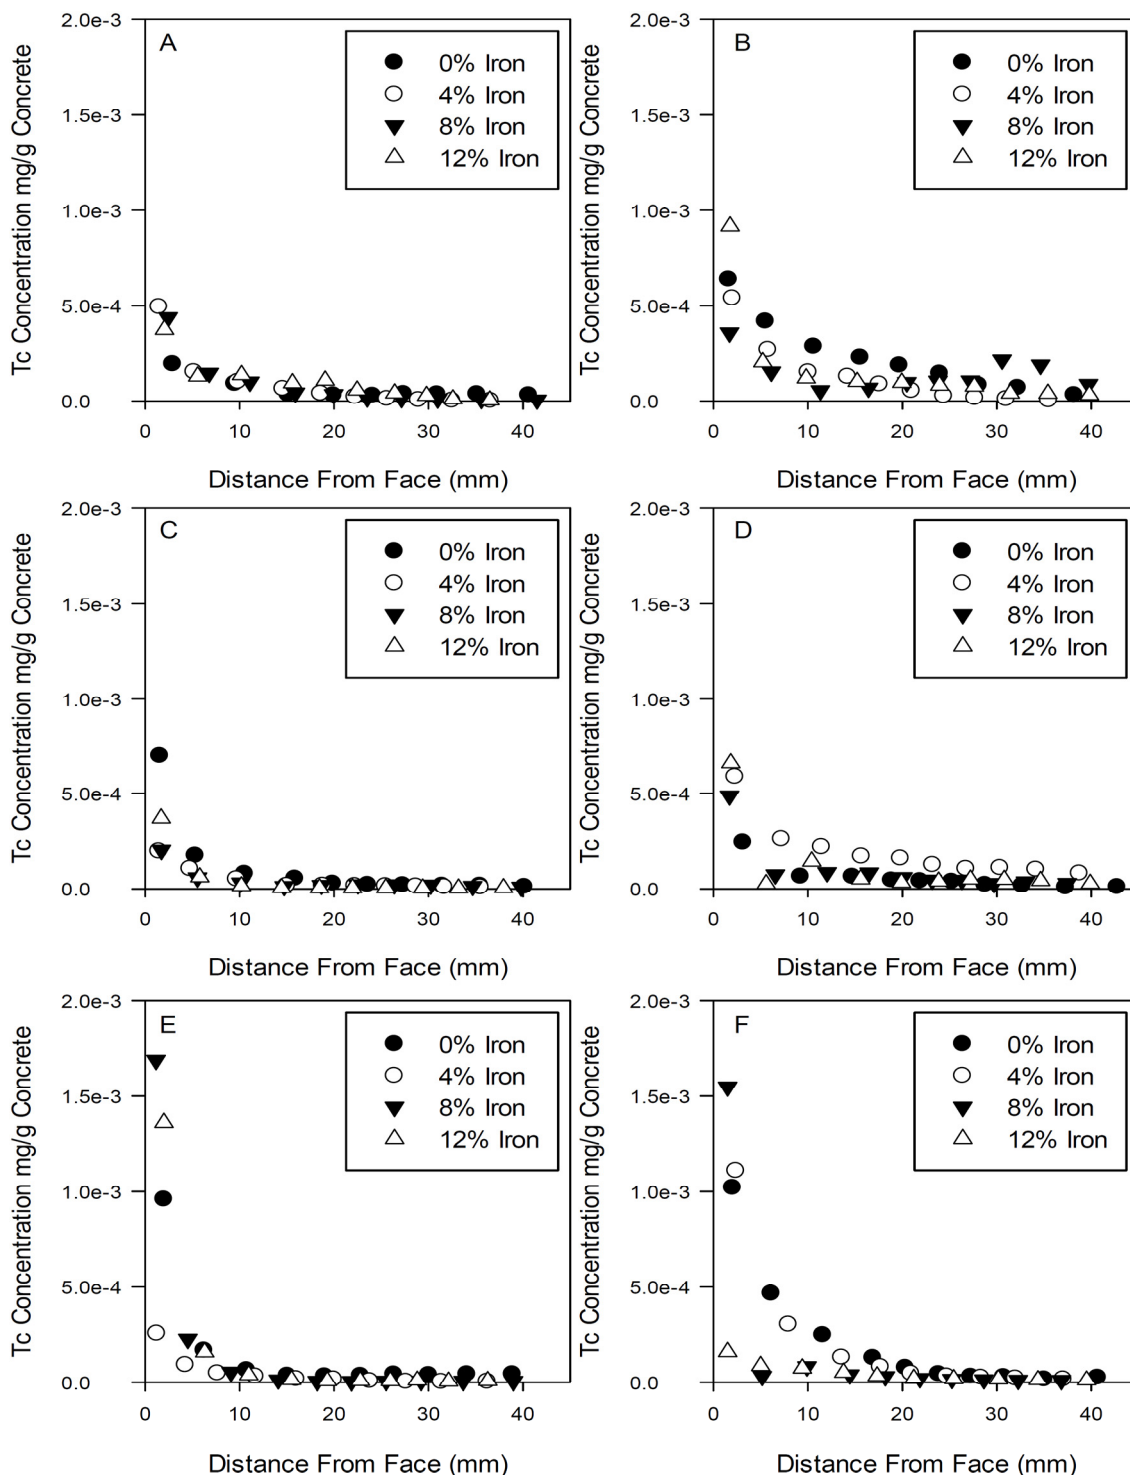 A
2.0e-3
1.5e-3
1.0e-3
5.0e-4
0.0
Tc Concentration mg/g Concrete
0% Iron
4% Iron
8% Iron
12% Iron
0 10 20 30 40
Distance From Face (mm)
B
2.0e-3
1.5e-3
1.0e-3
5.0e-4
0.0
Tc Concentration mg/g Concrete
0% Iron
4% Iron
8% Iron
12% Iron
0 10 20 30 40
Distance From Face (mm)
C
2.0e-3
1.5e-3
1.0e-3
5.0e-4
0.0
Tc Concentration mg/g Concrete
0% Iron
4% Iron
8% Iron
12% Iron
0 10 20 30 40
Distance From Face (mm)
D
2.0e-3
1.5e-3
1.0e-3
5.0e-4
0.0
Tc Concentration mg/g Concrete
0% Iron
4% Iron
8% Iron
12% Iron
0 10 20 30 40
Distance From Face (mm)
E
2.0e-3
1.5e-3
1.0e-3
5.0e-4
0.0
Tc Concentration mg/g Concrete
0% Iron
4% Iron
8% Iron
12% Iron
0 10 20 30 40
Distance From Face (mm)
F
2.0e-3
1.5e-3
1.0e-3
5.0e-4
0.0
Tc Concentration mg/g Concrete
0% Iron
4% Iron
8% Iron
12% Iron
0 10 20 30 40
Distance From Face (mm)